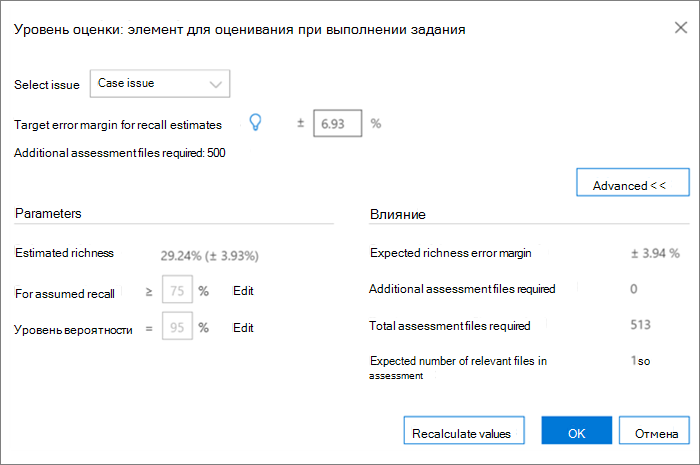 Уровень оценки: элемент для оценивания при выполнении задания
Select issue Case issue
Target error margin for recall estimates ± 6.93 %
Additional assessment files required: 500
Advanced <<
Parameters
Estimated richness 29.24% (± 3.93%)
For assumed recall ≥ 75 % Edit
Уровень вероятности = 95 % Edit
Влияние
Expected richness error margin ± 3.94 %
Additional assessment files required 0
Total assessment files required 513
Expected number of relevant files in 1so
assessment
Recalculate values OK Отмена